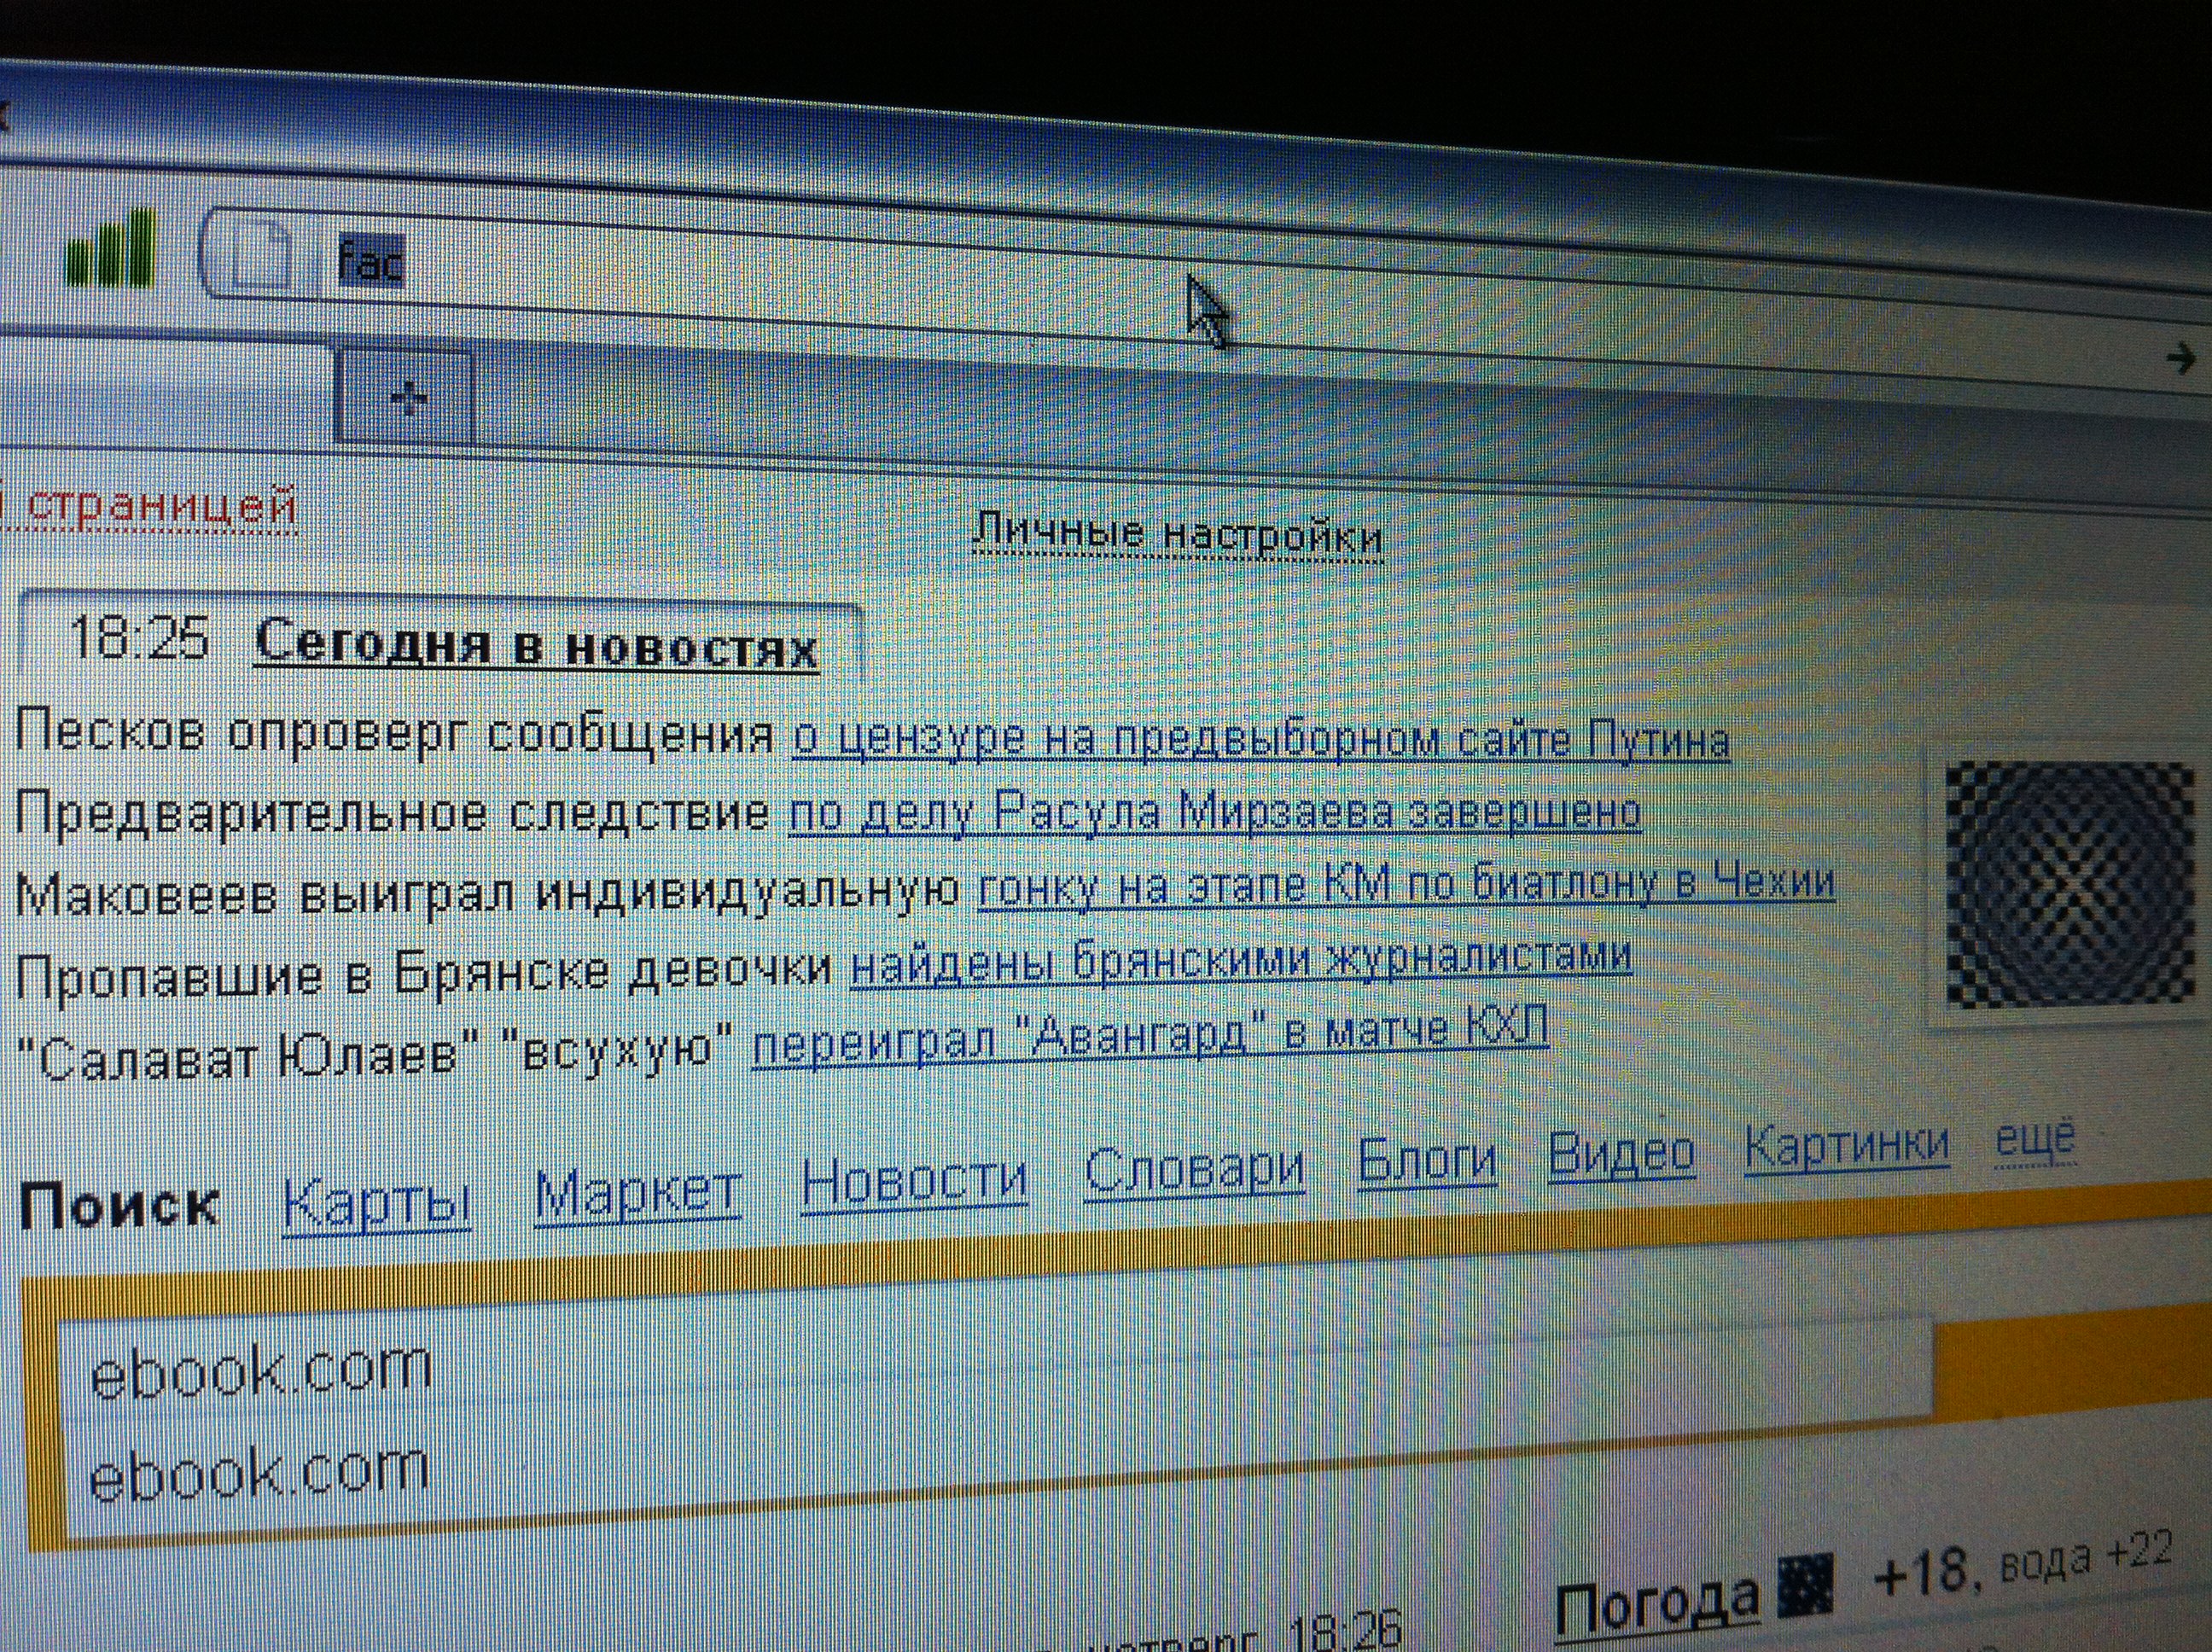 fac
страницей
Личные настройки
18:25 Сегодня в новостях
Песков опроверг сообщения о цензуре на предвыборном сайте Путина
Предварительное следствие по делу Расула Мирзаева завершено
Маковеев выиграл индивидуальную гонку на этапе КМ по биатлону в Чехии
Пропавшие в Брянске девочки найдены брянскими журналистами
"Салават Юлаев" "всухую" переиграл "Авангард" в матче КХЛ
Поиск Карты Маркет Новости Словари Блоги Видео Картинки ещё
ebook.com
ebook.com
Погода +18, вода +22
четверг 18:26